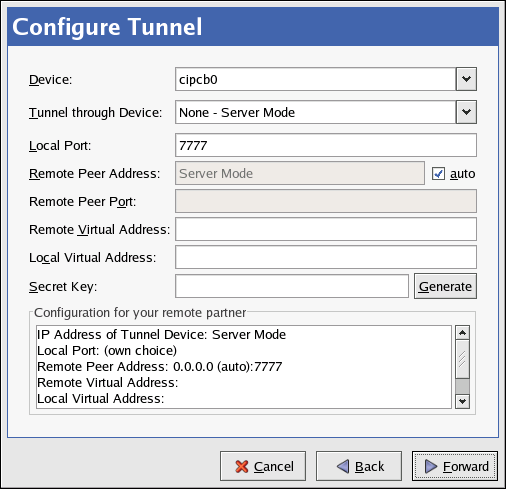 Configure Tunnel
Device: cipcb0
Tunnel through Device: None - Server Mode
Local Port: 7777
Remote Peer Address: Server Mode auto
Remote Peer Port:
Remote Virtual Address:
Local Virtual Address:
Secret Key: Generate
Configuration for your remote partner
IP Address of Tunnel Device: Server Mode
Local Port: (own choice)
Remote Peer Address: 0.0.0.0 (auto):7777
Remote Virtual Address:
Local Virtual Address:
Cancel Back Forward